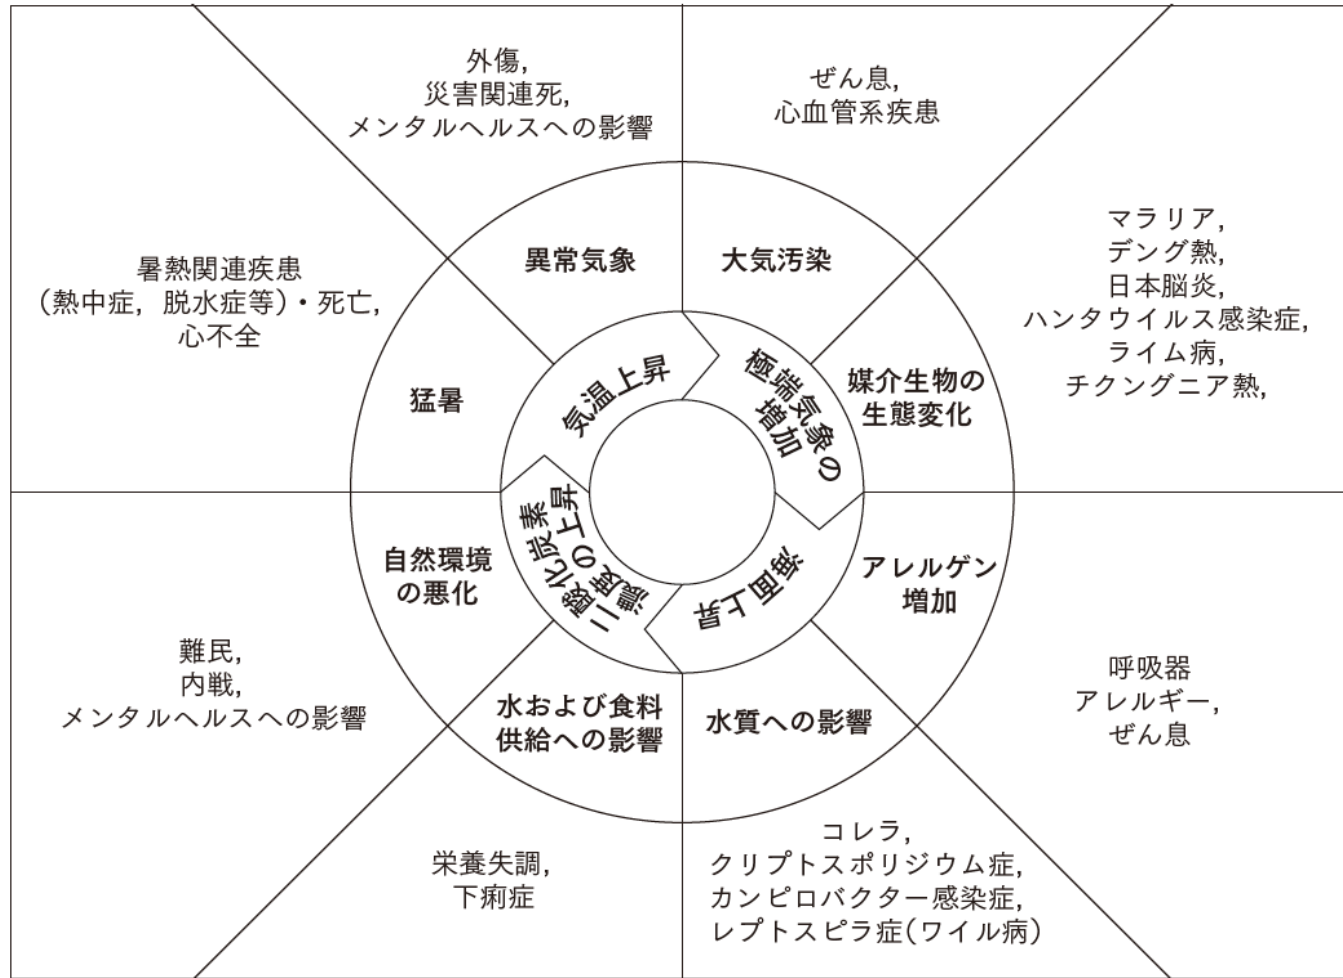 外傷,
災害関連死,
メンタルヘルスへの影響
ぜん息,
心血管系疾患
マラリア,
デング熱,
日本脳炎,
ハンタウイルス感染症,
ライム病,
チクングニア熱,
呼吸器
アレルギー,
ぜん息
コレラ,
クリプトスポリジウム症,
カンピロバクター感染症,
レプトスピラ症(ワイル病)
栄養失調,
下痢症
難民,
内戦,
メンタルヘルスへの影響
暑熱関連疾患
(熱中症, 脱水症等)・死亡,
心不全
異常気象
大気汚染
媒介生物の
生態変化
アレルゲン
増加
水質への影響
水および食料
供給への影響
自然環境
の悪化
猛暑
気温上昇
極端気象の
増加
海面上昇
二酸化炭素
濃度の上昇